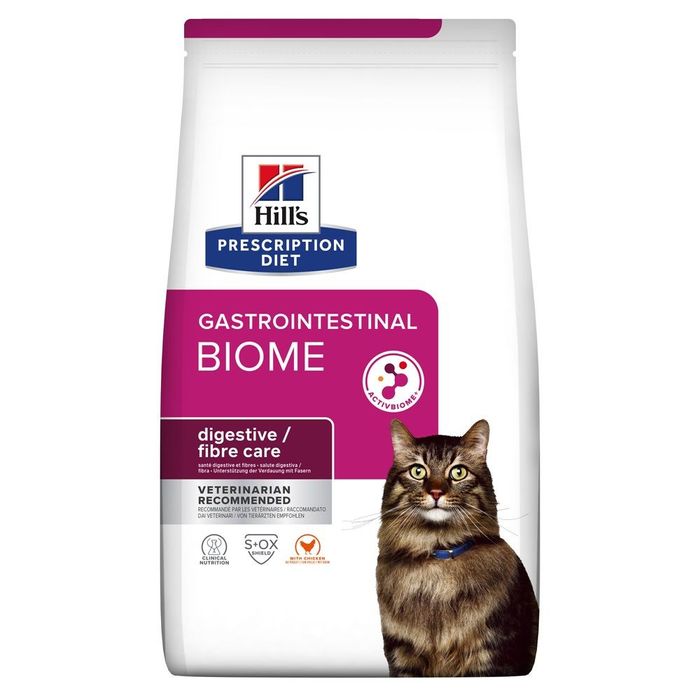 Hill's
PRESCRIPTION
DIET
GASTROINTESTINAL
BIOME
ACTIVBIOME+
digestive /
fibre care
santé digestive et fibres - salute digestiva /
fibra - Unterstützung der Verdauung mit Fasern
VETERINARIAN
RECOMMENDED
RECOMMANDÉ PAR LES VÉTÉRINAIRES / RACCOMANDATO
DAI VETERINARI / VON TIERÄRZTEN EMPFOHLEN
CLINICAL
NUTRITION
S+OX
SHIELD
WITH CHICKEN